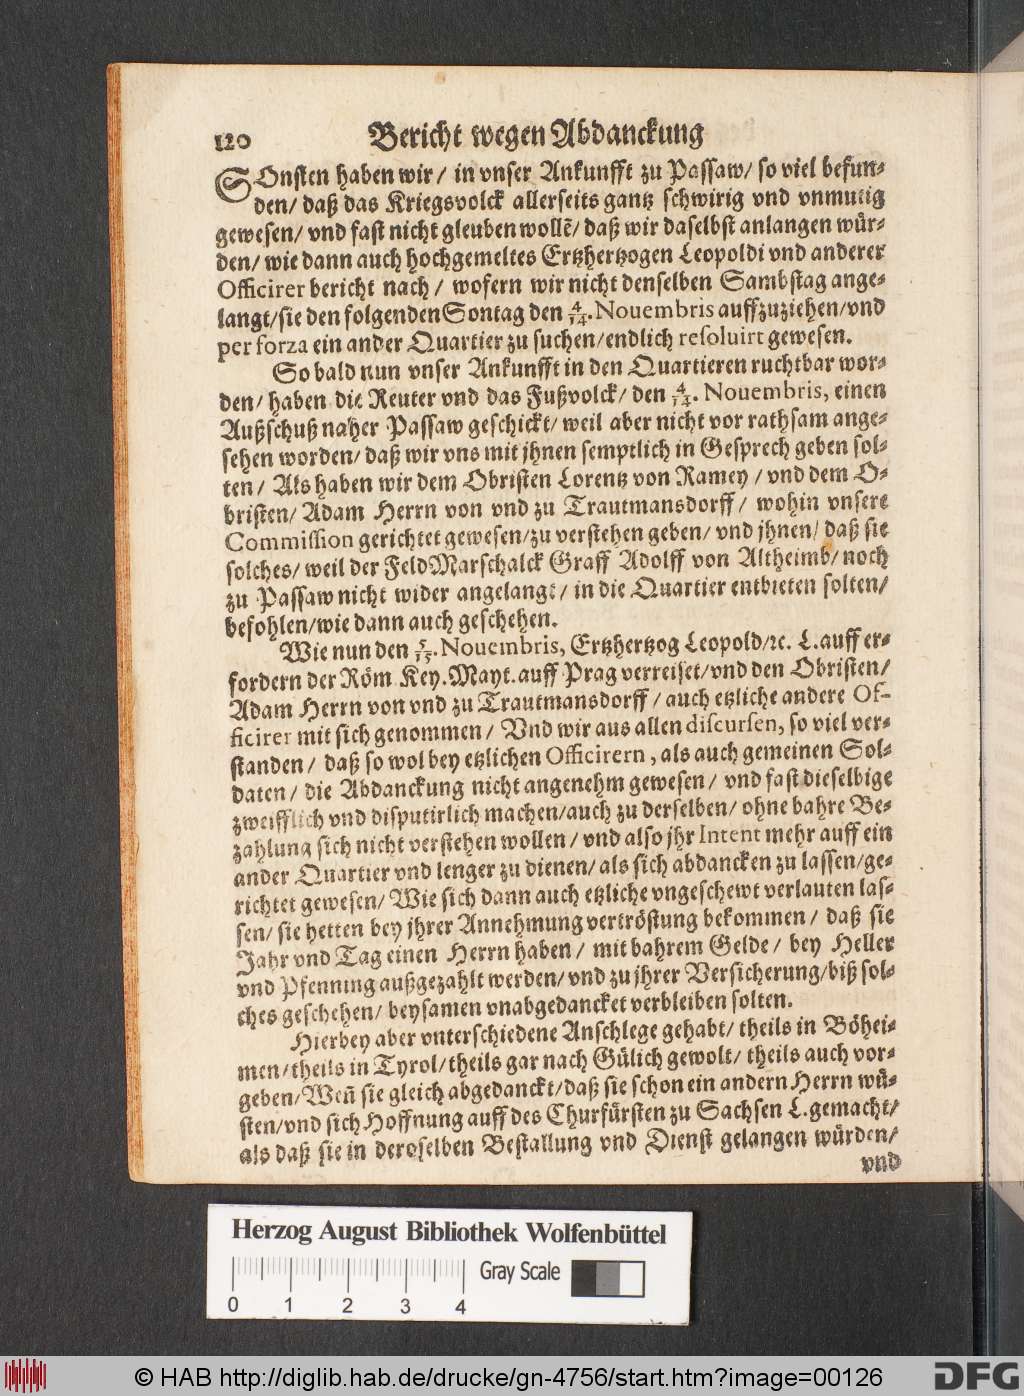 120 Bericht wegen Abdanckung
SOnsten haben wir / in vnser Ankunfft zu Passaw / so viel befun-
den / daß das Kriegsvolck allerseits gantz schwirig vnd vnmutig
gewesen / vnd fast nicht gleuben wollẽ / daß wir daselbst anlangen wür-
den / wie dann auch hochgemeltes Ertzhertzogen Leopoldi vnd anderer
Officirer bericht nach / wofern wir nicht denselben Sambstag ange-
langt / sie den folgenden Sontag den 4/14. Nouembris auffzuziehen / vnd
per forza ein ander Quartier zu suchen / endlich resoluirt gewesen.
So bald nun vnser Ankunfft in den Quartieren ruchtbar wor-
den / haben die Reuter vnd das Fußvolck / den 4/14. Nouembris, einen
Außschuß naher Passaw geschickt / weil aber nicht vor rathsam ange-
sehen worden / daß wir vns mit jhnen semptlich in Gesprech geben sol-
ten / Als haben wir dem Obristen Lorentz von Ramey / vnd dem O-
bristen / Adam Herrn von vnd zu Trautmansdorff / wohin vnsere
Commission gerichtet gewesen / zu verstehen geben / vnd jhnen / daß sie
solches / weil der FeldMarschalck Graff Adolff von Altheimb / noch
zu Passaw nicht wider angelangt / in die Quartier entbieten solten /
befohlen / wie dann auch geschehen.
Wie nun den 5/15. Nouembris, Ertzhertzog Leopold / ꝛc. L. auff er-
fordern der Röm Key. Mayt. auff Prag verreiset / vnd den Obristen /
Adam Herrn von vnd zu Trautmansdorff / auch etzliche andere Of-
ficirer mit sich genommen / Vnd wir aus allen discursen, so viel ver-
standen / daß so wol bey etzlichen Officirern, als auch gemeinen Sol-
daten / die Abdanckung nicht angenehm gewesen / vnd fast dieselbige
zweifflich vnd disputirlich machen / auch zu derselben / ohne bahre Be-
zahlung sich nicht verstehen wollen / vnd also jhr Intent mehr auff ein
ander Quartier vnd lenger zu dienen / als sich abdancken zu lassen / ge-
richtet gewesen / Wie sich dann auch etzliche vngeschewt verlauten las-
sen / sie hetten bey jhrer Annehmung vertröstung bekommen / daß sie
Jahr vnd Tag einen Herrn haben / mit bahrem Gelde / bey Heller
vnd Pfenning außgezahlt werden / vnd zu jhrer Versicherung / biß sol-
ches geschehen / beysamen vnabgedancket verbleiben solten.
Hierbey aber vnterschiedene Anschlege gehabt / theils in Böhei-
men / theils in Tyrol / theils gar nach Gülich gewolt / theils auch vor-
geben / Weñ sie gleich abgedanckt / daß sie schon ein andern Herrn wü-
sten / vnd sich Hoffnung auff des Churfürsten zu Sachsen L. gemacht /
als daß sie in deroselben Bestallung vnd Dienst gelangen würden /
vnd
Herzog August Bibliothek Wolfenbüttel
Gray Scale
0 1 2 3 4
© HAB http://diglib.hab.de/drucke/gn-4756/start.htm?image=00126
DFG